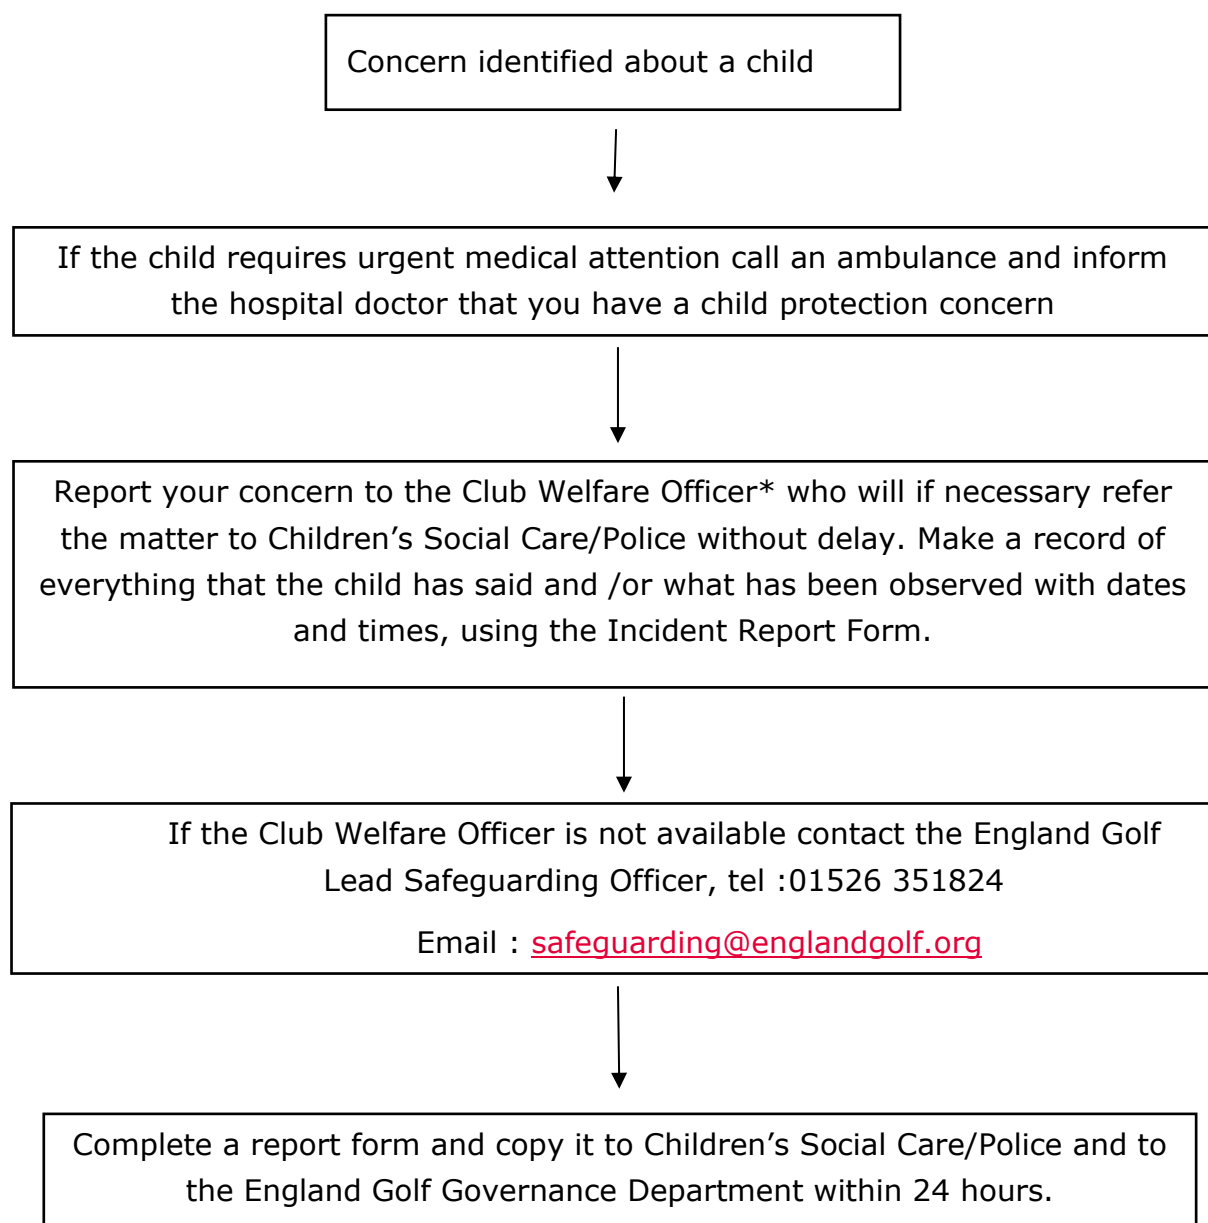 Concern identified about a child
If the child requires urgent medical attention call an ambulance and inform
the hospital doctor that you have a child protection concern
Report your concern to the Club Welfare Officer* who will if necessary refer
the matter to Children’s Social Care/Police without delay. Make a record of
everything that the child has said and /or what has been observed with dates
and times, using the Incident Report Form.
If the Club Welfare Officer is not available contact the England Golf
Lead Safeguarding Officer, tel :01526 351824
Email : safeguarding@englandgolf.org
Complete a report form and copy it to Children’s Social Care/Police and to
the England Golf Governance Department within 24 hours.